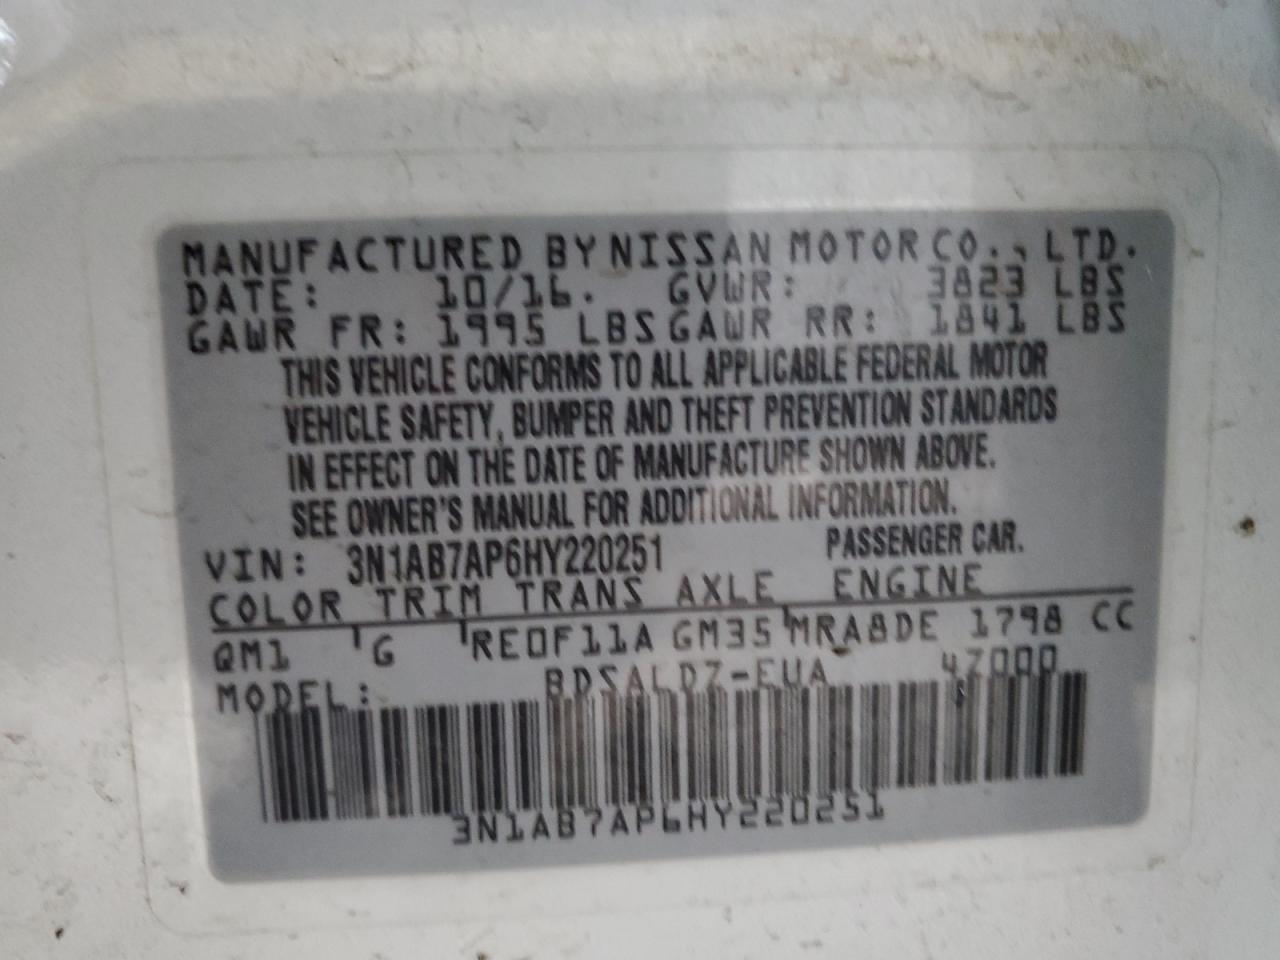 MANUFACTURED BY NISSAN MOTOR CO., LTD.
DATE: 10/16. GVWR: 3823 LBS
GAWR FR: 1995 LBS GAWR RR: 1841 LBS
THIS VEHICLE CONFORMS TO ALL APPLICABLE FEDERAL MOTOR
VEHICLE SAFETY, BUMPER AND THEFT PREVENTION STANDARDS
IN EFFECT ON THE DATE OF MANUFACTURE SHOWN ABOVE.
SEE OWNER'S MANUAL FOR ADDITIONAL INFORMATION.
VIN: 3N1AB7AP6HY220251 PASSENGER CAR.
COLOR TRIM TRANS AXLE ENGINE
QM1 G RE0F11A GM35 MRA8DE 1798 CC
MODEL: BDSALDZ-EUA 47000
3N1AB7AP6HY220251